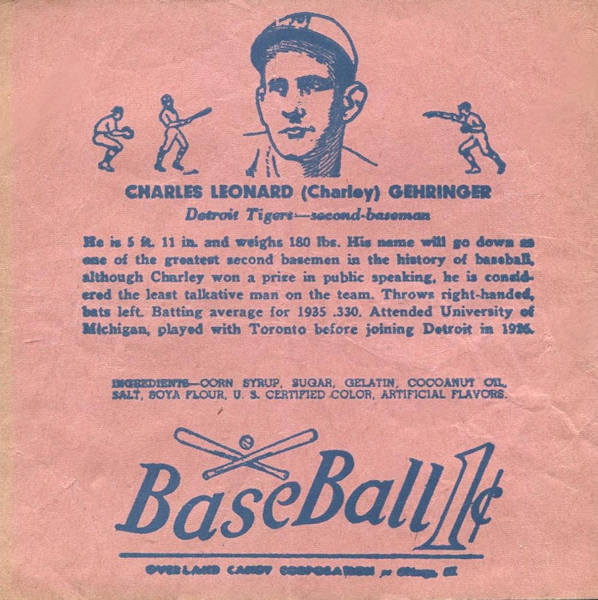 CHARLES LEONARD (Charley) GEHRINGER
Detroit Tigers—second-baseman
He is 5 ft. 11 in. and weighs 180 lbs. His name will go down as
one of the greatest second basemen in the history of baseball,
although Charley won a prize in public speaking, he is consid-
ered the least talkative man on the team. Throws right-handed,
bats left. Batting average for 1935 .330. Attended University of
Michigan, played with Toronto before joining Detroit in 1926.
INGREDIENTS—CORN SYRUP, SUGAR, GELATIN, COCOANUT OIL,
SALT, SOYA FLOUR, U. S. CERTIFIED COLOR, ARTIFICIAL FLAVORS.
BaseBall 1¢
OVERLAND CANDY CORPORATION Chicago, Ill.